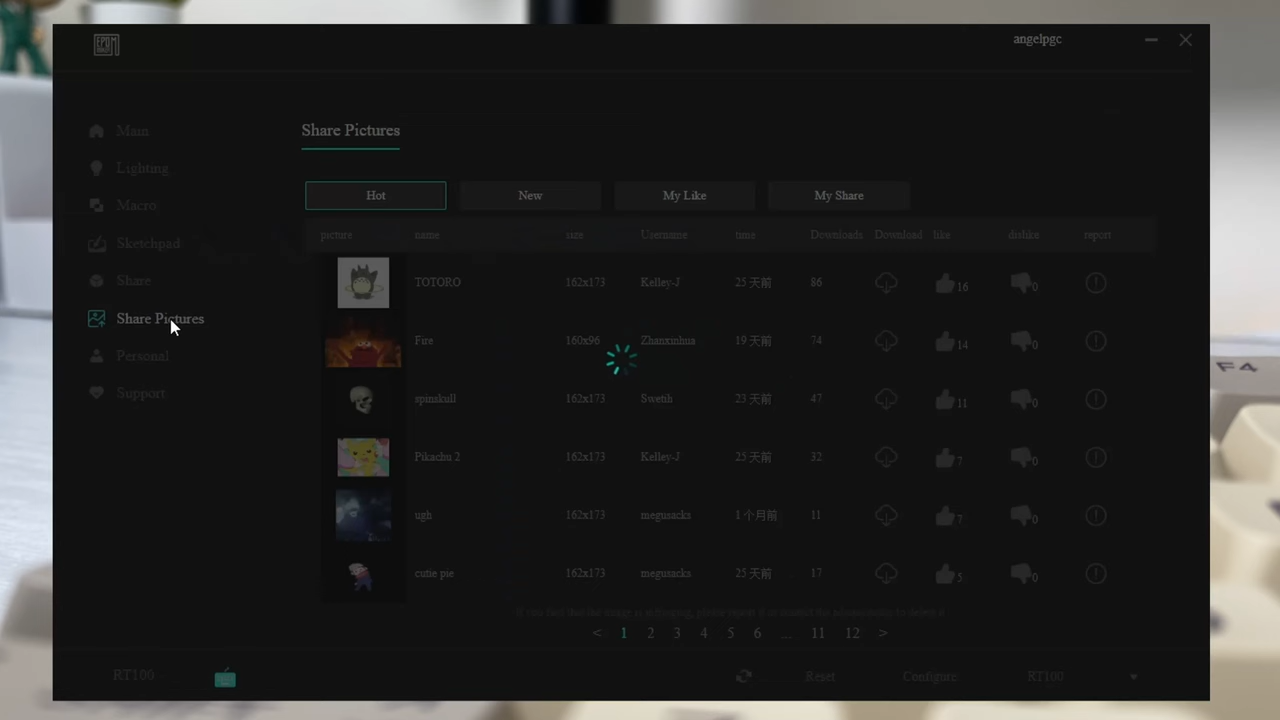 EPOM
angelpgc
Main
Lighting
Macro
Sketchpad
Share
Share Pictures
Personal
Support
Share Pictures
Hot New My Like My Share
picture name size Username time Downloads Download like dislike report
TOTORO 162x173 Kelley-J 25 天前 86 16 0
Fire 160x96 Zhanxinhua 19 天前 74 14 0
spinskull 162x173 Swetih 23 天前 47 11 0
Pikachu 2 162x173 Kelley-J 25 天前 32 7 0
ugh 162x173 megusacks 1 个月前 11 7 0
cutie pie 162x173 megusacks 25 天前 17 5 0
< 1 2 3 4 5 6 ... 11 12 >
RT100 Reset Configure RT100
F4